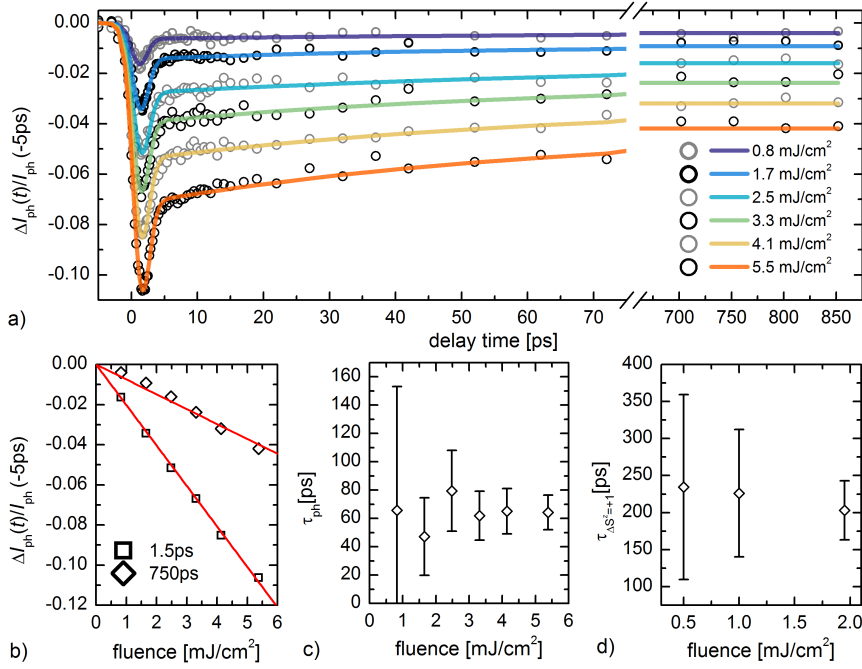 0.00
-0.02
-0.04
-0.06
-0.08
-0.10
ΔI_ph(t)/I_ph (-5ps)
0.8 mJ/cm²
1.7 mJ/cm²
2.5 mJ/cm²
3.3 mJ/cm²
4.1 mJ/cm²
5.5 mJ/cm²
0 10 20 30 40 50 60 70 700 750 800 850
a)
delay time [ps]
0.00
-0.02
-0.04
-0.06
-0.08
-0.10
-0.12
ΔI_ph(t)/I_ph (-5ps)
1.5ps
750ps
0 1 2 3 4 5 6
b)
fluence [mJ/cm²]
160
140
120
100
80
60
40
20
0
τ_ph[ps]
0 1 2 3 4 5 6
c)
fluence [mJ/cm²]
400
350
300
250
200
150
100
τ_ΔS^z=+1[ps]
0.5 1.0 1.5 2.0
d)
fluence [mJ/cm²]